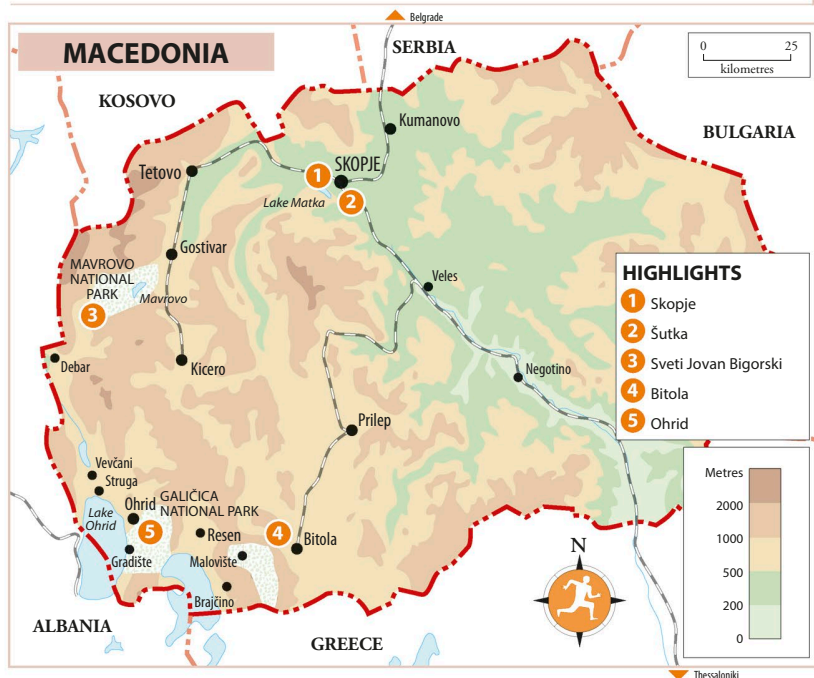 Belgrade
MACEDONIA
SERBIA
0 25
kilometres
KOSOVO
BULGARIA
Kumanovo
Tetovo
SKOPJE
1
2
Lake Matka
Gostivar
MAVROVO
NATIONAL
PARK
Mavrovo
3
Veles
HIGHLIGHTS
1 Skopje
2 Šutka
3 Sveti Jovan Bigorski
4 Bitola
5 Ohrid
Debar
Kicero
Negotino
Prilep
Metres
2000
1000
500
200
0
Vevčani
Struga
Lake
Ohrid
Ohrid
5
GALIČICA
NATIONAL PARK
Resen
4
Bitola
Gradište
Malovište
Brajčino
N
ALBANIA
GREECE
Thessaloniki